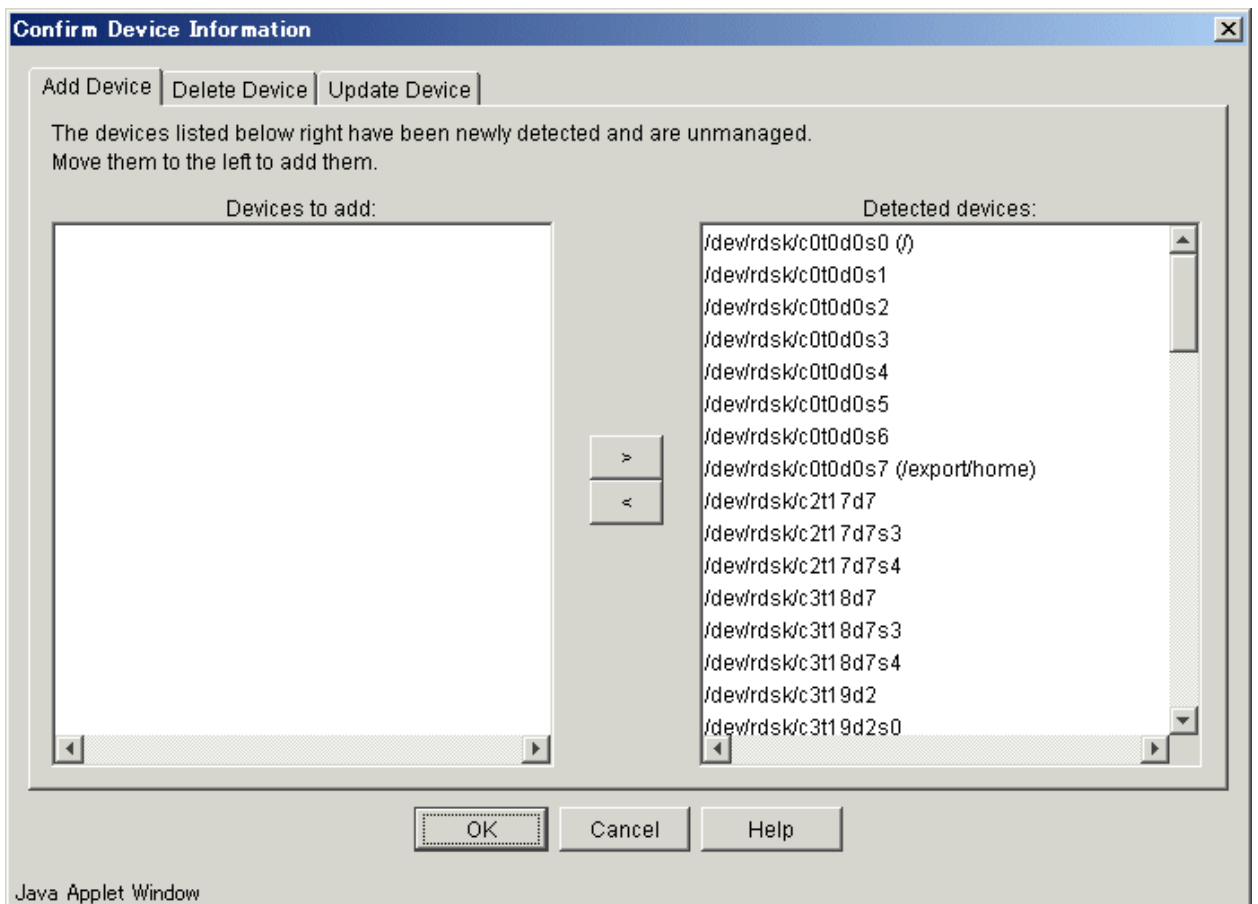 Confirm Device Information
Add Device
Delete Device
Update Device
The devices listed below right have been newly detected and are unmanaged.
Move them to the left to add them.
Devices to add:
Detected devices:
/dev/rdsk/c0t0d0s0 (/)
/dev/rdsk/c0t0d0s1
/dev/rdsk/c0t0d0s2
/dev/rdsk/c0t0d0s3
/dev/rdsk/c0t0d0s4
/dev/rdsk/c0t0d0s5
/dev/rdsk/c0t0d0s6
/dev/rdsk/c0t0d0s7 (/export/home)
/dev/rdsk/c2t17d7
/dev/rdsk/c2t17d7s3
/dev/rdsk/c2t17d7s4
/dev/rdsk/c3t18d7
/dev/rdsk/c3t18d7s3
/dev/rdsk/c3t18d7s4
/dev/rdsk/c3t19d2
/dev/rdsk/c3t19d2s0
>
<
OK
Cancel
Help
Java Applet Window